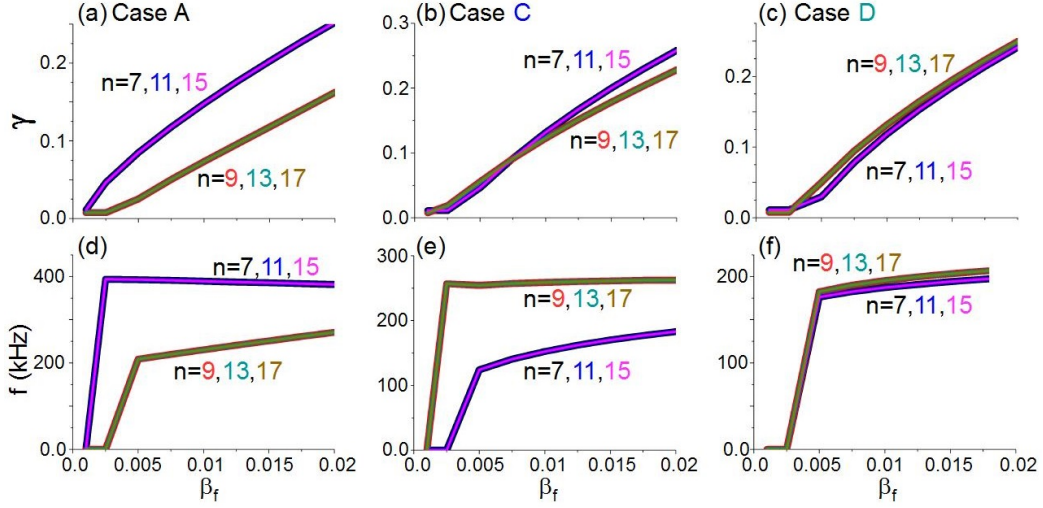 (a) Case A
(b) Case C
(c) Case D
γ
0.2
0.1
0.0
n=7,11,15
n=9,13,17
0.3
0.2
0.1
0.0
n=7,11,15
n=9,13,17
0.2
0.1
0.0
n=9,13,17
n=7,11,15
(d)
(e)
(f)
f (kHz)
400
200
0.0
n=7,11,15
n=9,13,17
0.0
0.005
0.01
0.015
0.02
βf
300
200
100
0.0
n=9,13,17
n=7,11,15
0.0
0.005
0.01
0.015
0.02
βf
200
100
0.0
n=9,13,17
n=7,11,15
0.0
0.005
0.01
0.015
0.02
βf